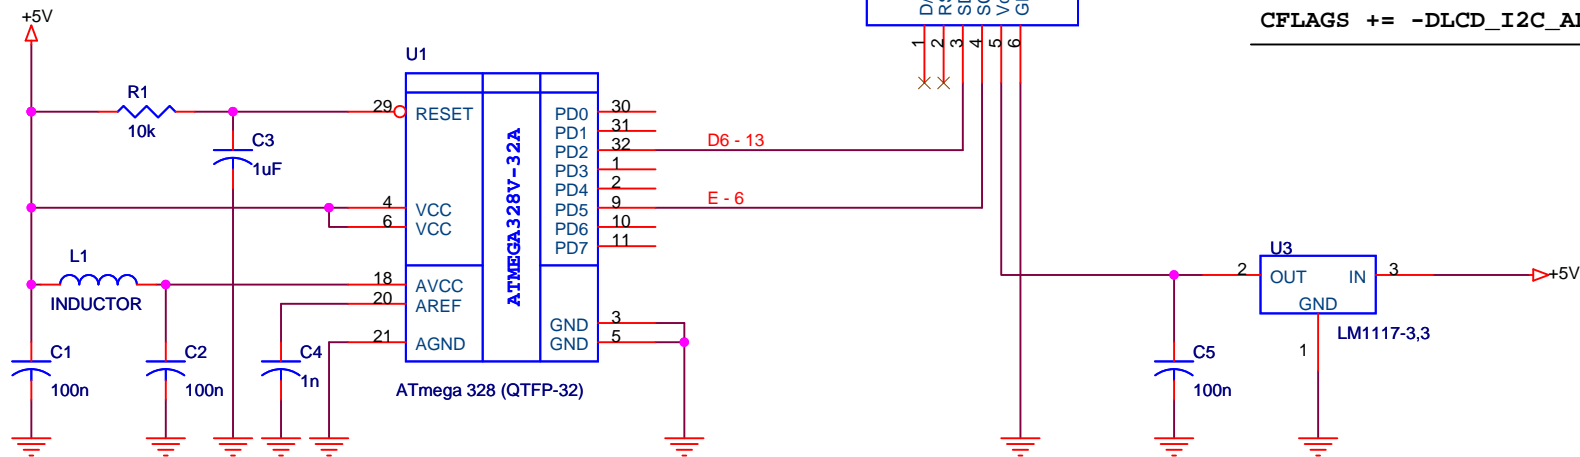 +5V
CFLAGS += -DLCD_I2C_
1
2
3
4
5
6
U1
R1
10k
29
RESET
PD0
30
PD1
31
PD2
32
D6 - 13
C3
1uF
ATMEGA328V-32A
PD3
1
PD4
2
4
VCC
PD5
9
E - 6
6
VCC
PD6
10
PD7
11
L1
INDUCTOR
18
AVCC
20
AREF
U3
2
OUT
IN
3
+5V
GND
GND
3
21
AGND
GND
5
LM1117-3,3
1
C1
100n
C2
100n
C4
1n
C5
100n
ATmega 328 (QTFP-32)